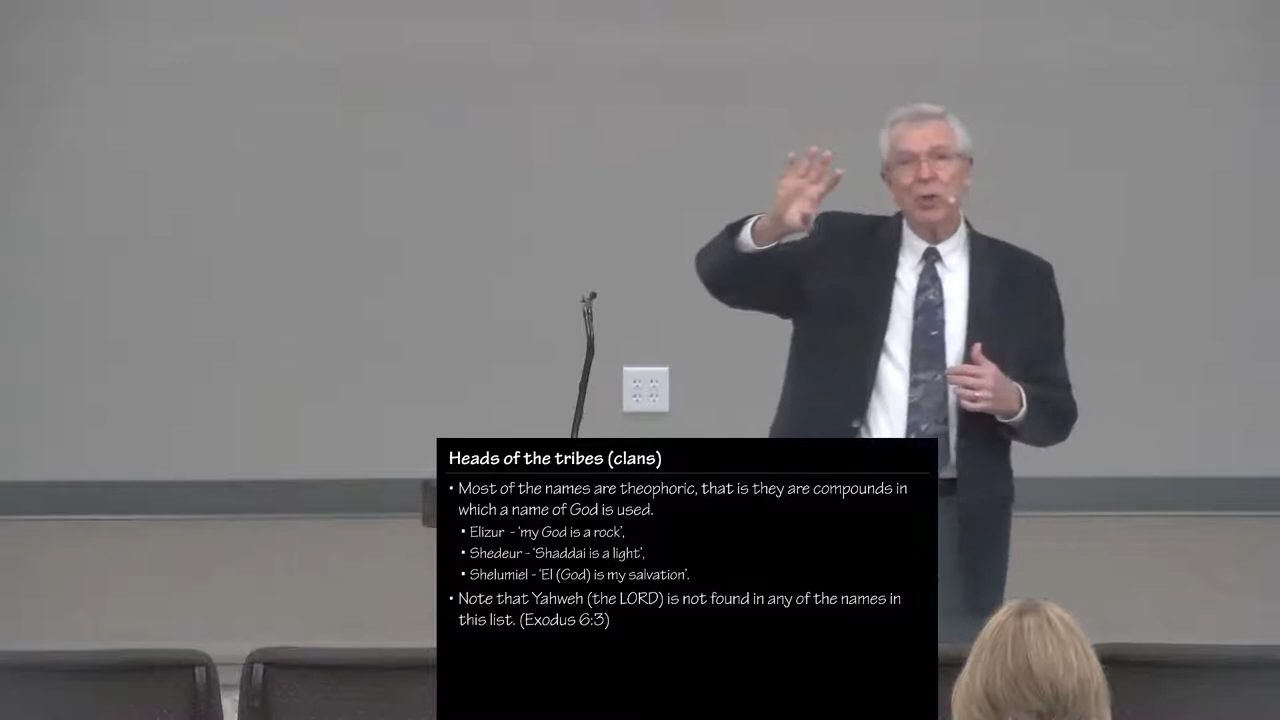 Heads of the tribes (clans)
• Most of the names are theophoric, that is they are compounds in
which a name of God is used.
• Elizur - 'my God is a rock',
• Shedeur - 'Shaddai is a light',
• Shelumiel - 'El (God) is my salvation'.
• Note that Yahweh (the LORD) is not found in any of the names in
this list. (Exodus 6:3)